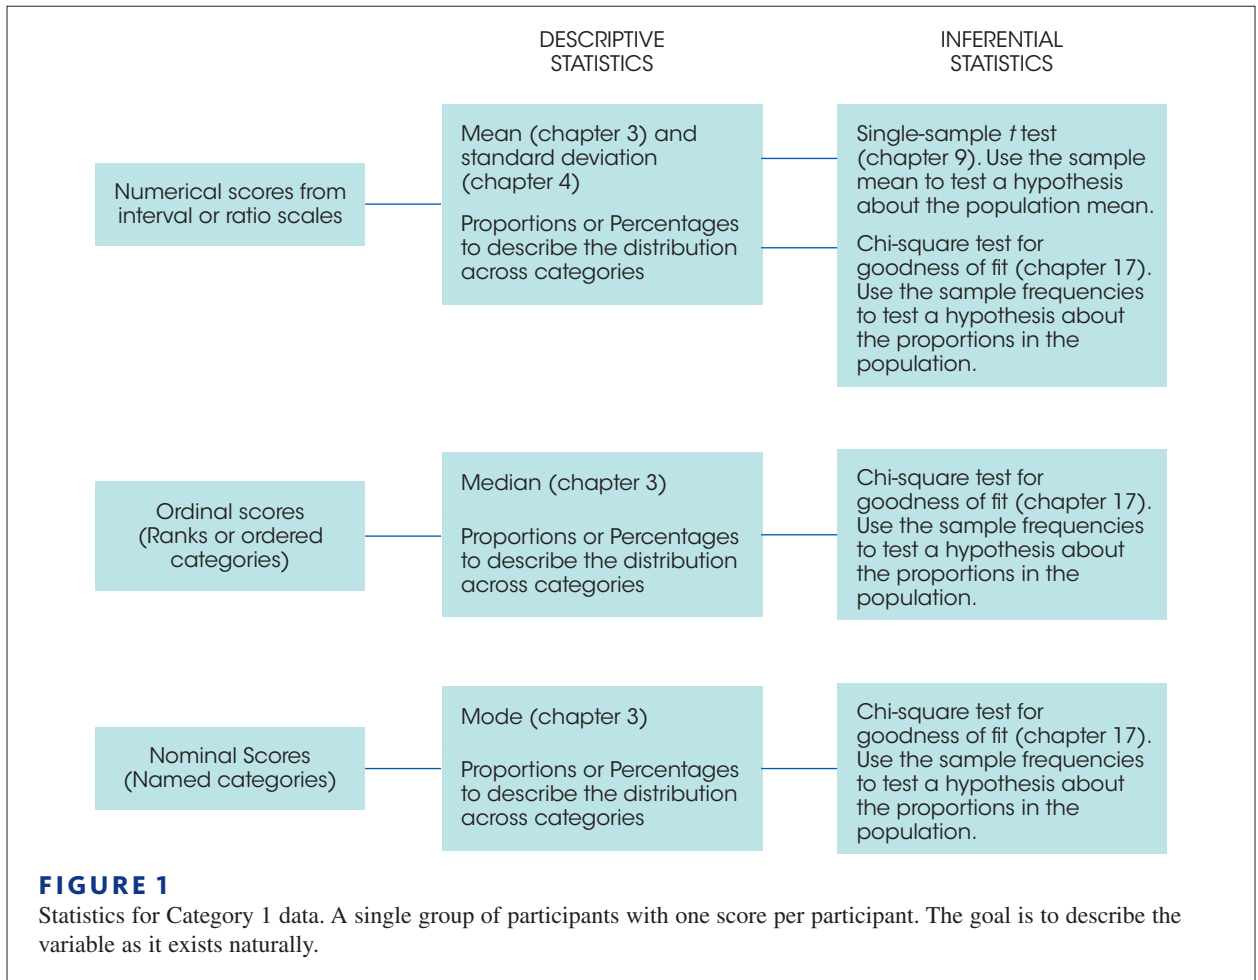 DESCRIPTIVE
STATISTICS
INFERENTIAL
STATISTICS
Numerical scores from
interval or ratio scales
Mean (chapter 3) and
standard deviation
(chapter 4)
Proportions or Percentages
to describe the distribution
across categories
Single-sample t test
(chapter 9). Use the sample
mean to test a hypothesis
about the population mean.
Chi-square test for
goodness of fit (chapter 17).
Use the sample frequencies
to test a hypothesis about
the proportions in the
population.
Ordinal scores
(Ranks or ordered
categories)
Median (chapter 3)
Proportions or Percentages
to describe the distribution
across categories
Chi-square test for
goodness of fit (chapter 17).
Use the sample frequencies
to test a hypothesis about
the proportions in the
population.
Nominal Scores
(Named categories)
Mode (chapter 3)
Proportions or Percentages
to describe the distribution
across categories
Chi-square test for
goodness of fit (chapter 17).
Use the sample frequencies
to test a hypothesis about
the proportions in the
population.
FIGURE 1
Statistics for Category 1 data. A single group of participants with one score per participant. The goal is to describe the
variable as it exists naturally.